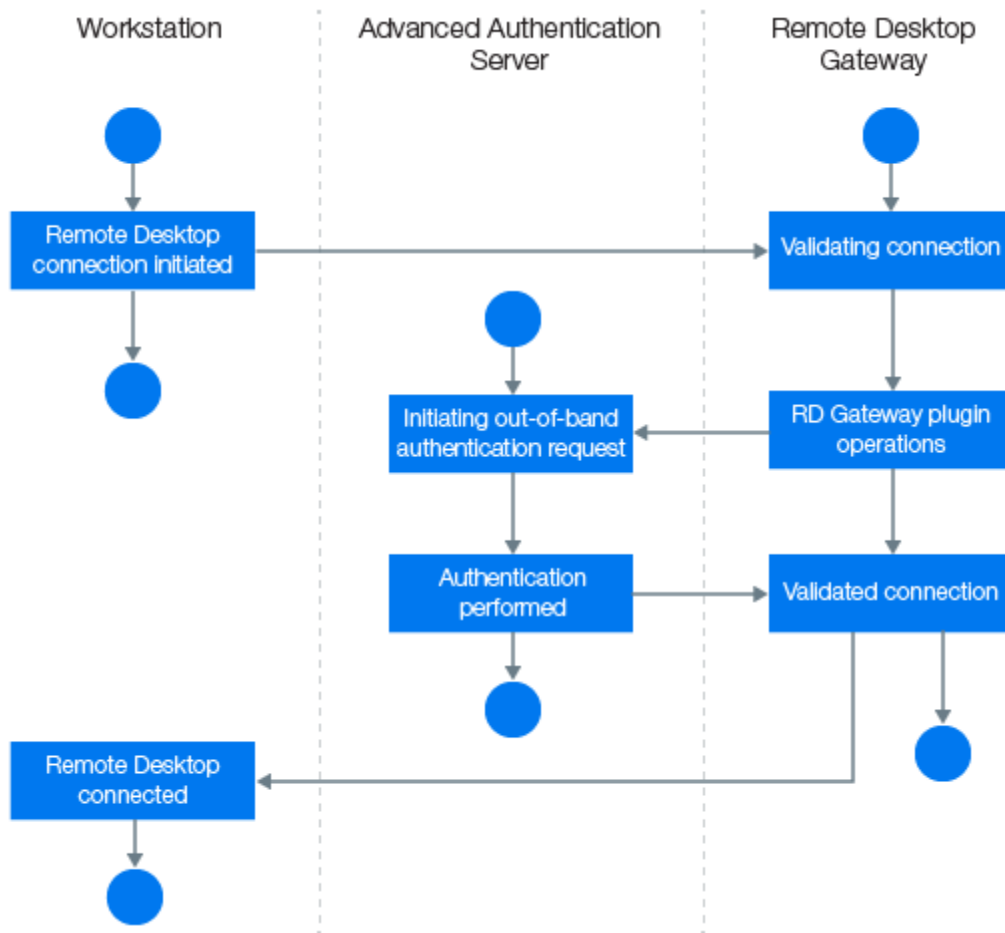 Workstation
Advanced Authentication
Server
Remote Desktop
Gateway
Remote Desktop
connection initiated
Validating connection
Initiating out-of-band
authentication request
RD Gateway plugin
operations
Authentication
performed
Validated connection
Remote Desktop
connected